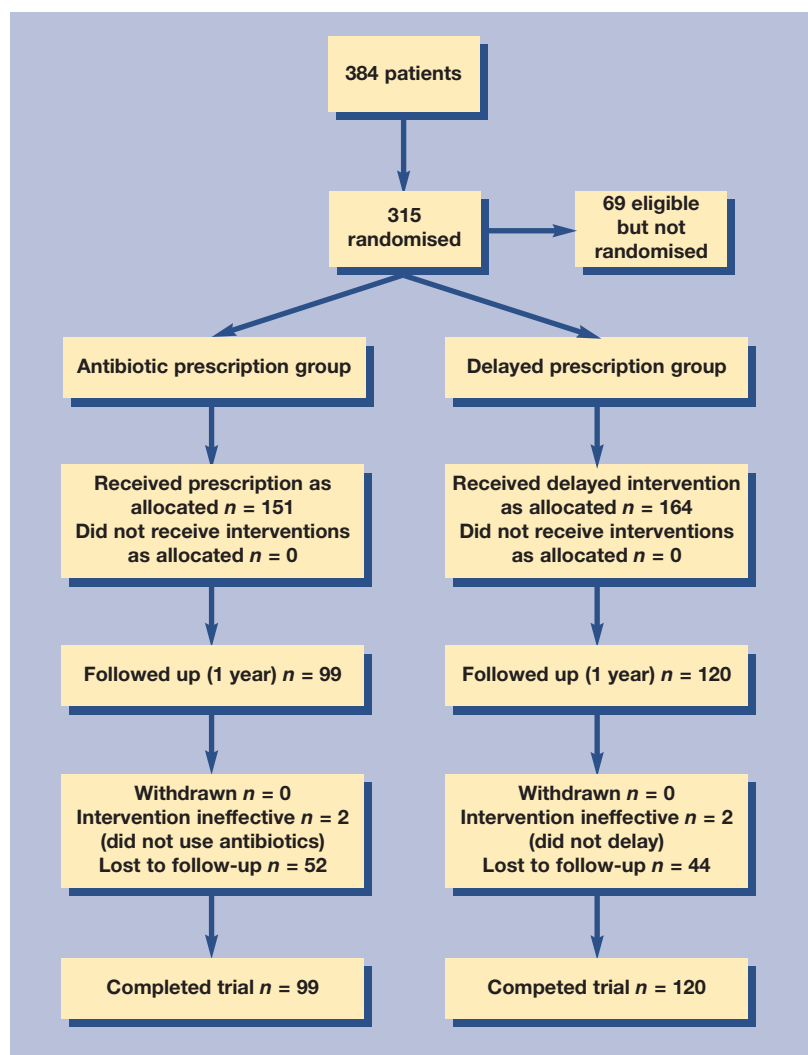 384 patients
315
randomised
69 eligible
but not
randomised
Antibiotic prescription group
Delayed prescription group
Received prescription as
allocated n = 151
Did not receive interventions
as allocated n = 0
Received delayed intervention
as allocated n = 164
Did not receive interventions
as allocated n = 0
Followed up (1 year) n = 99
Followed up (1 year) n = 120
Withdrawn n = 0
Intervention ineffective n = 2
(did not use antibiotics)
Lost to follow-up n = 52
Withdrawn n = 0
Intervention ineffective n = 2
(did not delay)
Lost to follow-up n = 44
Completed trial n = 99
Competed trial n = 120